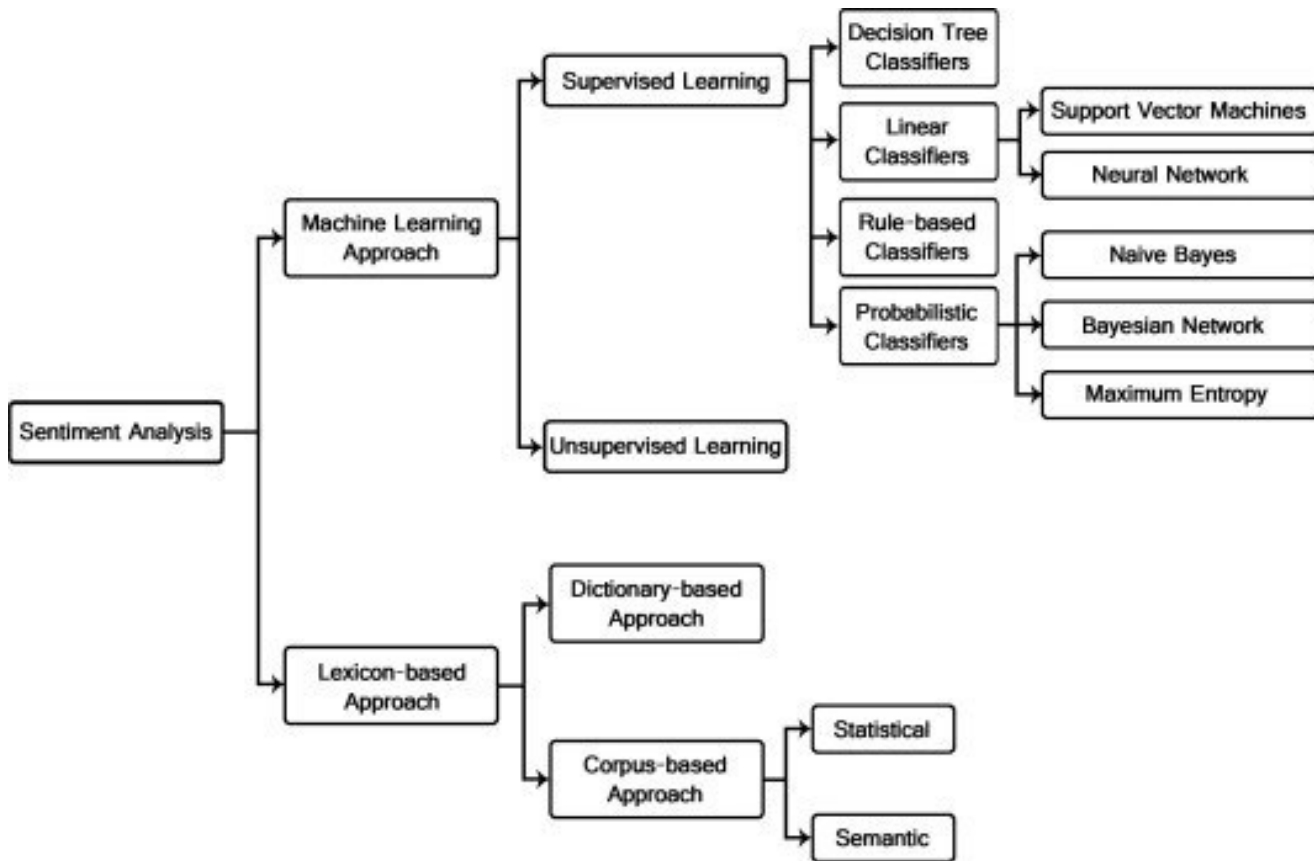 Decision Tree
Classifiers
Supervised Learning
Linear
Classifiers
Support Vector Machines
Neural Network
Machine Learning
Approach
Rule-based
Classifiers
Naive Bayes
Probabilistic
Classifiers
Bayesian Network
Maximum Entropy
Sentiment Analysis
Unsupervised Learning
Dictionary-based
Approach
Lexicon-based
Approach
Statistical
Corpus-based
Approach
Semantic